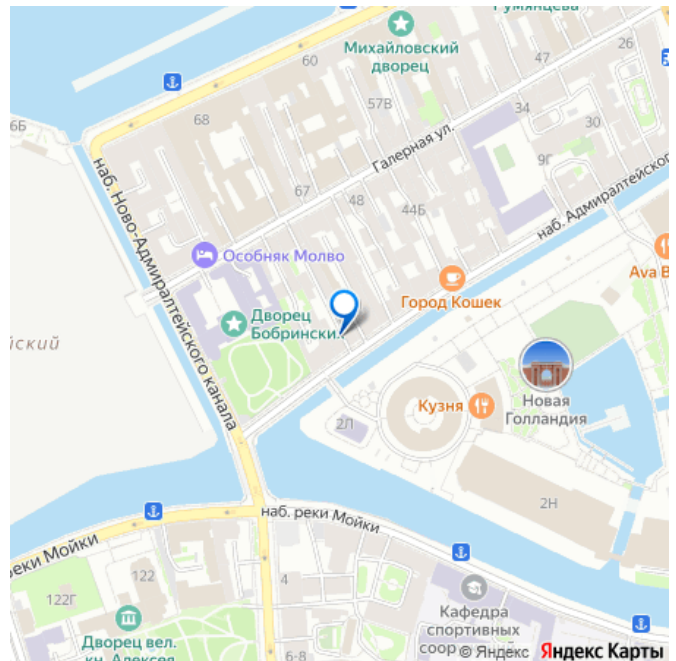 Румянцева
Михайловский
дворец
60
47
26
57В
68
34
30
6Б
Галерная ул.
9Г
67
48
44Б
наб. Ново-Адмиралтейского канала
наб. Адмиралтейского
Особняк Молво
Город Кошек
Ava B
Дворец
Бобринских
йский
Новая
Голландия
Кузня
2Л
2Н
наб. реки Мойки
реки Мойки
122
122Г
4
Кафедра
спортивных
соор
Дворец вел.
кн. Алексея
6-8
© Яндекс Яндекс Карты